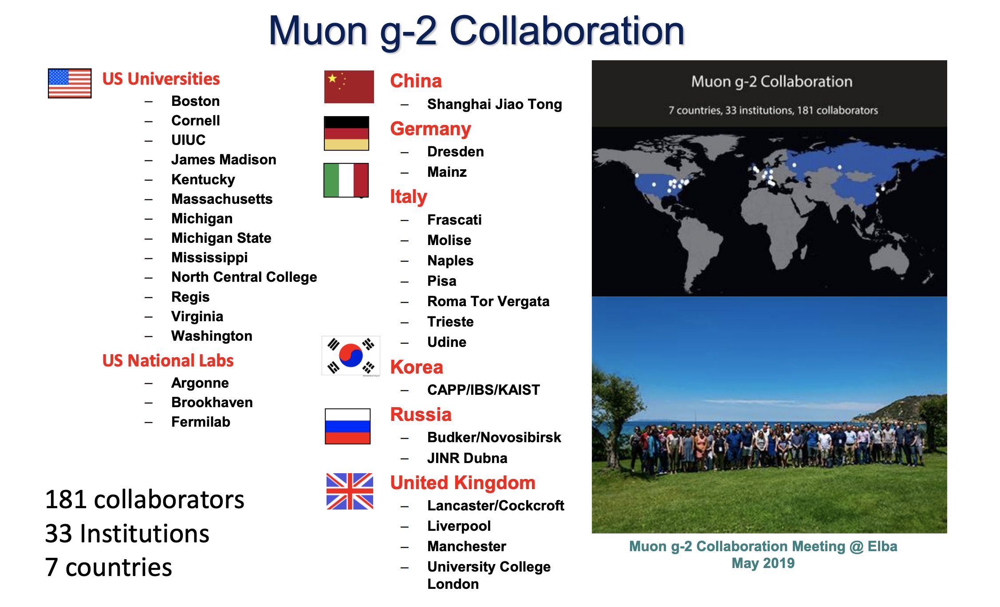 Muon g-2 Collaboration
US Universities
– Boston
– Cornell
– UIUC
– James Madison
– Kentucky
– Massachusetts
– Michigan
– Michigan State
– Mississippi
– North Central College
– Regis
– Virginia
– Washington
US National Labs
– Argonne
– Brookhaven
– Fermilab
181 collaborators
33 Institutions
7 countries
China
– Shanghai Jiao Tong
Germany
– Dresden
– Mainz
Italy
– Frascati
– Molise
– Naples
– Pisa
– Roma Tor Vergata
– Trieste
– Udine
Korea
– CAPP/IBS/KAIST
Russia
– Budker/Novosibirsk
– JINR Dubna
United Kingdom
– Lancaster/Cockcroft
– Liverpool
– Manchester
– University College
London
Muon g-2 Collaboration
7 countries, 33 institutions, 181 collaborators
Muon g-2 Collaboration Meeting @ Elba
May 2019